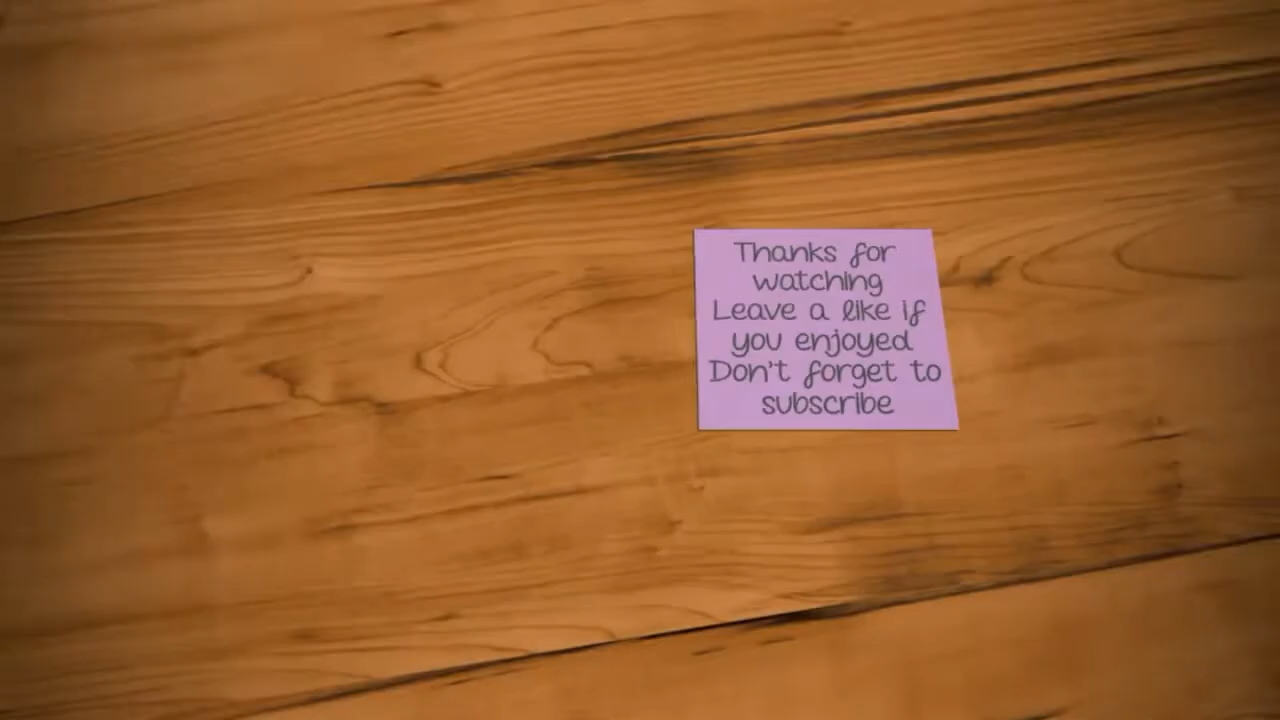 Thanks for
watching
Leave a like if
you enjoyed
Don't forget to
subscribe